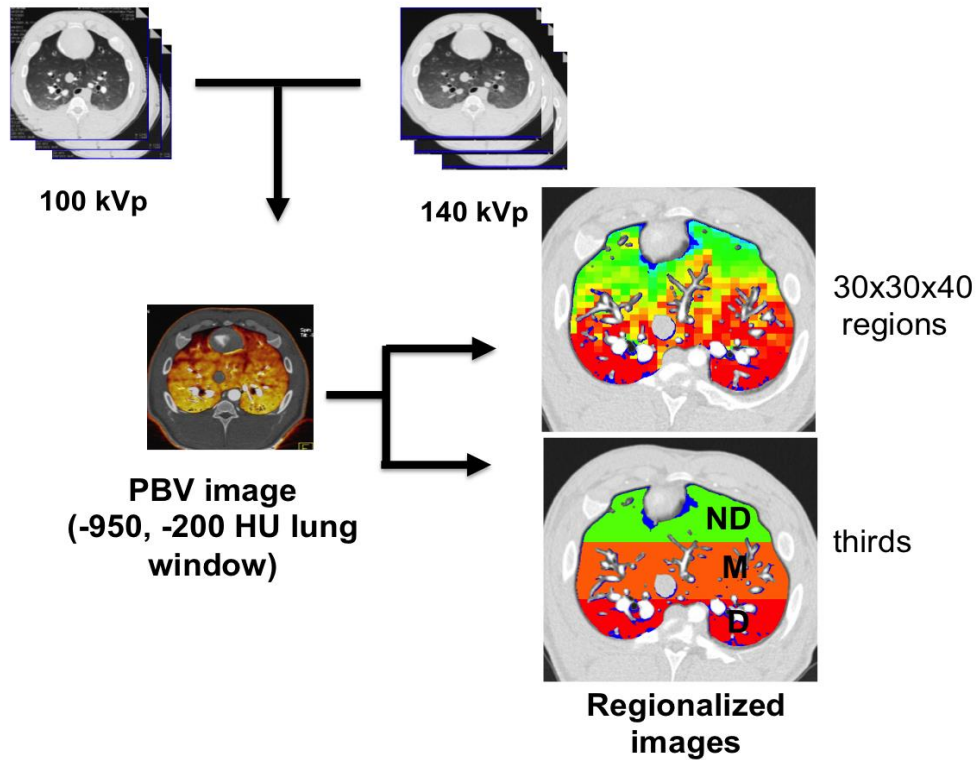 100 kVp
140 kVp
30x30x40
regions
PBV image
(-950, -200 HU lung
window)
ND
M
D
thirds
Regionalized
images